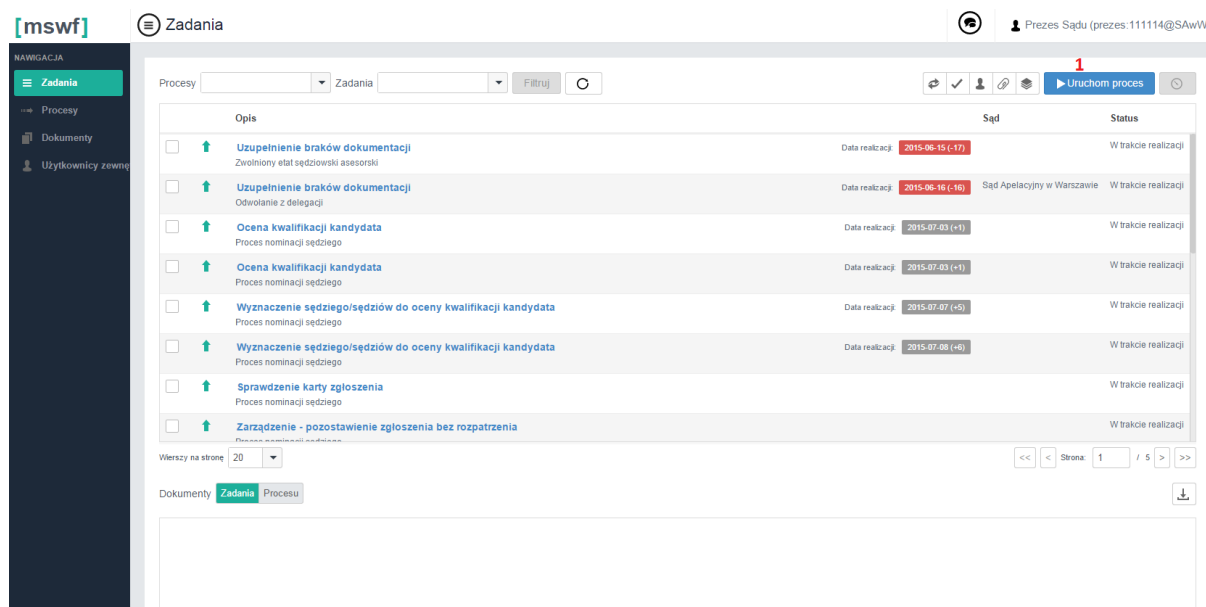 [mswf]
Zadania
Prezes Sądu (prezes:111114@SAwW
NAWIGACJA
Zadania
Procesy
Dokumenty
Użytkownicy zewnę
1
Procesy Zadania Filtruj Uruchom proces
Opis Sąd Status
Uzupełnienie braków dokumentacji Data realizacji: 2015-06-15 (-17) W trakcie realizacji
Zwolniony etat sędziowski asesorski
Uzupełnienie braków dokumentacji Data realizacji: 2015-06-16 (-16) Sąd Apelacyjny w Warszawie W trakcie realizacji
Odwołanie z delegacji
Ocena kwalifikacji kandydata Data realizacji: 2015-07-03 (+1) W trakcie realizacji
Proces nominacji sędziego
Ocena kwalifikacji kandydata Data realizacji: 2015-07-03 (+1) W trakcie realizacji
Proces nominacji sędziego
Wyznaczenie sędziego/sędziów do oceny kwalifikacji kandydata Data realizacji: 2015-07-07 (+5) W trakcie realizacji
Proces nominacji sędziego
Wyznaczenie sędziego/sędziów do oceny kwalifikacji kandydata Data realizacji: 2015-07-08 (+6) W trakcie realizacji
Proces nominacji sędziego
Sprawdzenie karty zgłoszenia W trakcie realizacji
Proces nominacji sędziego
Zarządzenie - pozostawienie zgłoszenia bez rozpatrzenia W trakcie realizacji
Proces nominacji sędziego
Wierszy na stronę 20 << < Strona: 1 / 5 > >>
Dokumenty Zadania Procesu